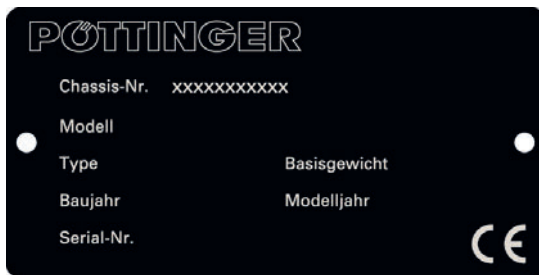 PÖTTINGER
Chassis-Nr. xxxxxxxxxxx
Modell
Type Basisgewicht
Baujahr Modelljahr
Serial-Nr.
CE